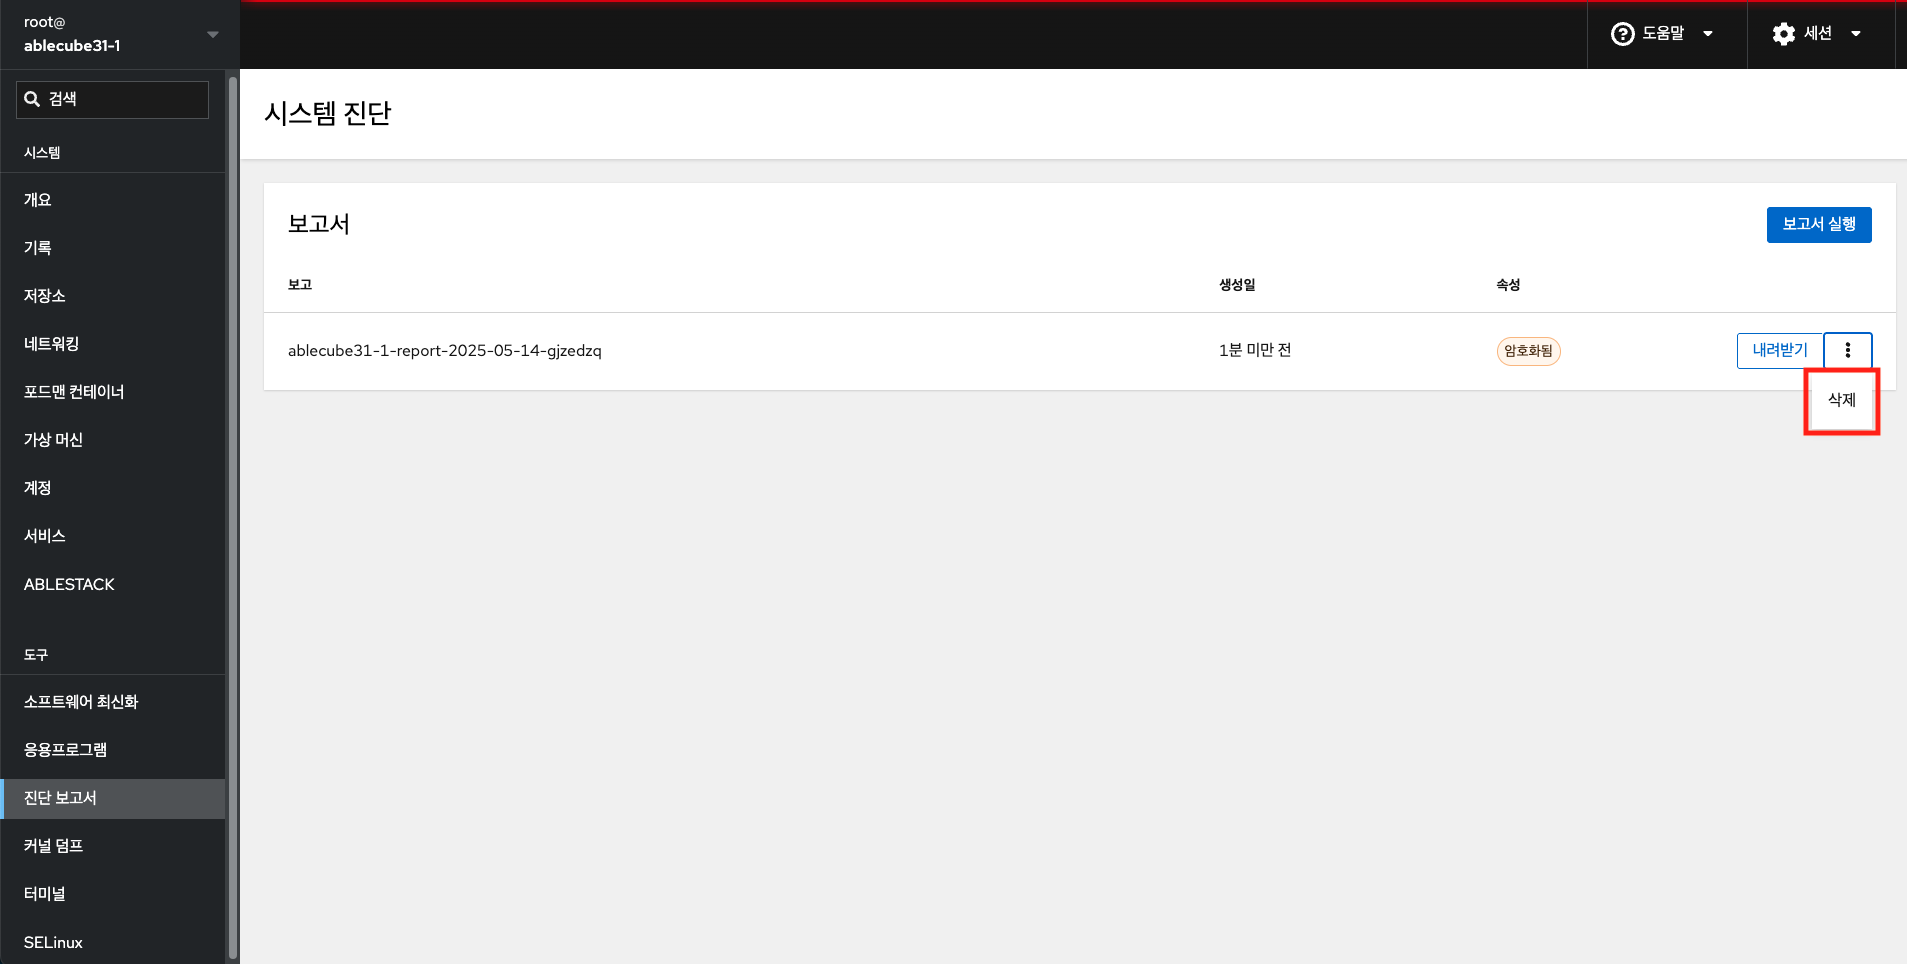 root@
ablecube31-1
검색
시스템
개요
기록
저장소
네트워킹
포드맨 컨테이너
가상 머신
계정
서비스
ABLESTACK
도구
소프트웨어 최신화
응용프로그램
진단 보고서
커널 덤프
터미널
SELinux
도움말
세션
시스템 진단
보고서
보고서 실행
보고 생성일 속성
ablecube31-1-report-2025-05-14-gjzedzq 1분 미만 전 암호화됨 내려받기
삭제